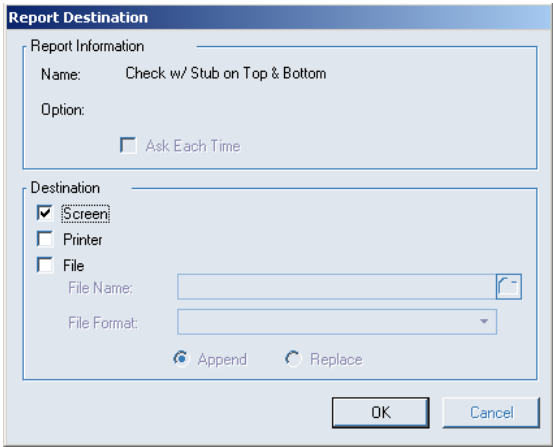 Report Destination
Report Information
Name: Check w/ Stub on Top & Bottom
Option:
Ask Each Time
Destination
Screen
Printer
File
File Name:
File Format:
Append Replace
OK Cancel